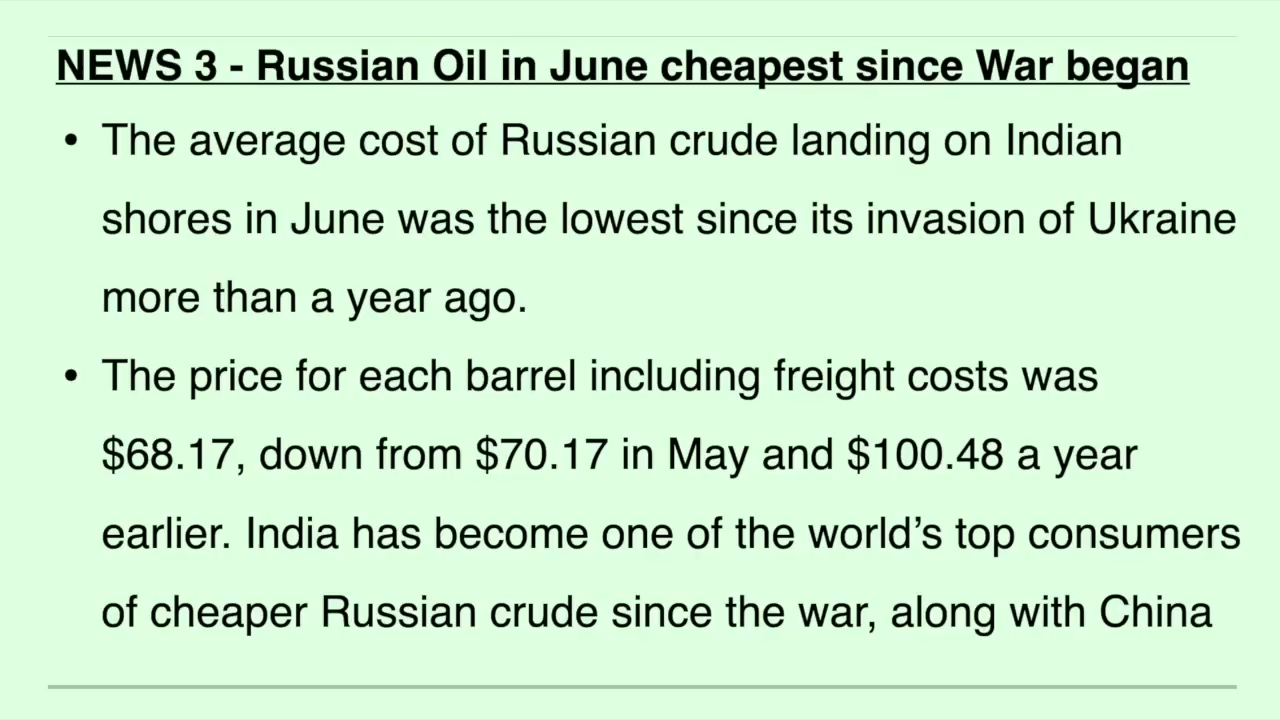 NEWS 3 - Russian Oil in June cheapest since War began
• The average cost of Russian crude landing on Indian
shores in June was the lowest since its invasion of Ukraine
more than a year ago.
• The price for each barrel including freight costs was
$68.17, down from $70.17 in May and $100.48 a year
earlier. India has become one of the world’s top consumers
of cheaper Russian crude since the war, along with China